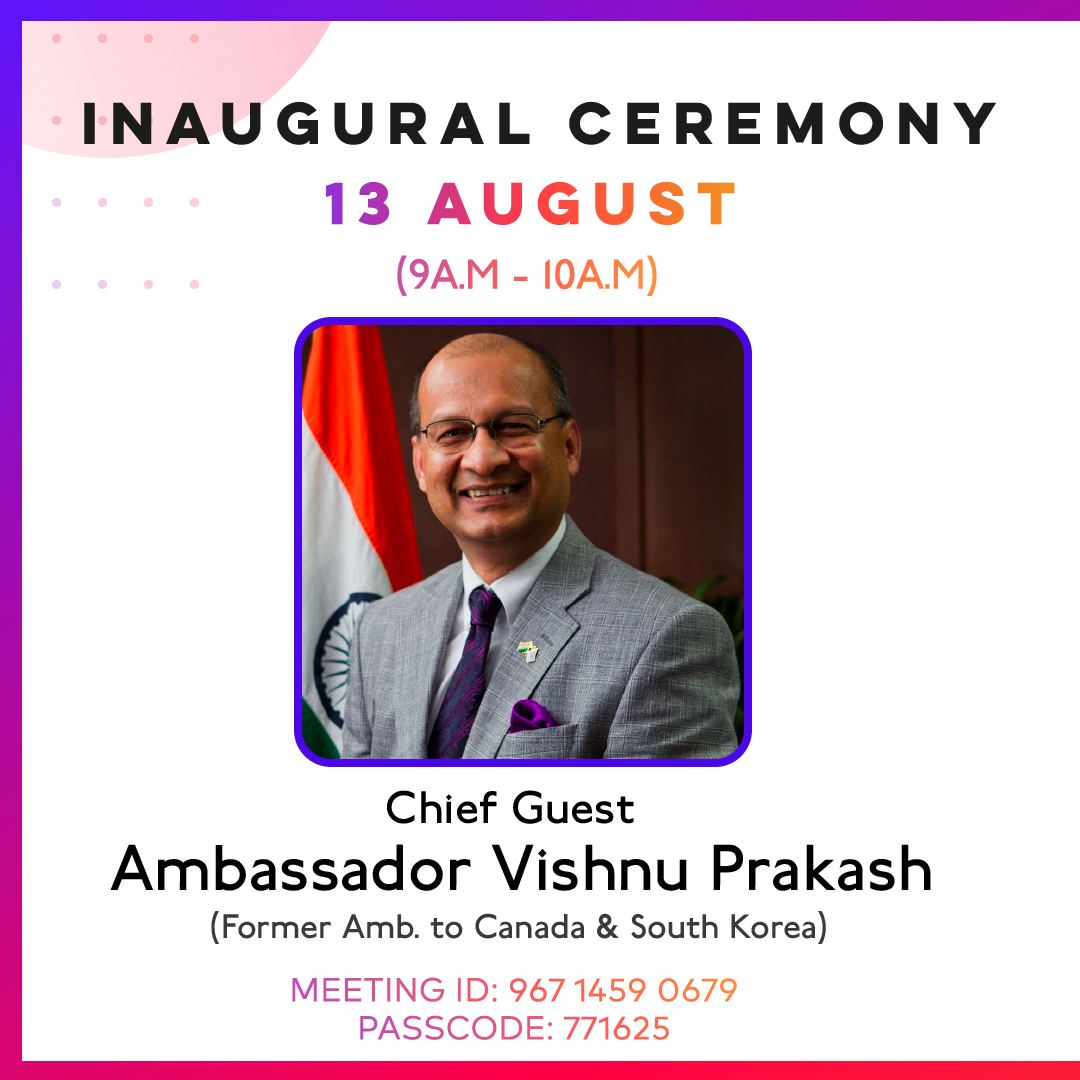 INAUGURAL CEREMONY
13 AUGUST
(9A.M - 10A.M)
Chief Guest
Ambassador Vishnu Prakash
(Former Amb. to Canada & South Korea)
MEETING ID: 967 1459 0679
PASSCODE: 771625